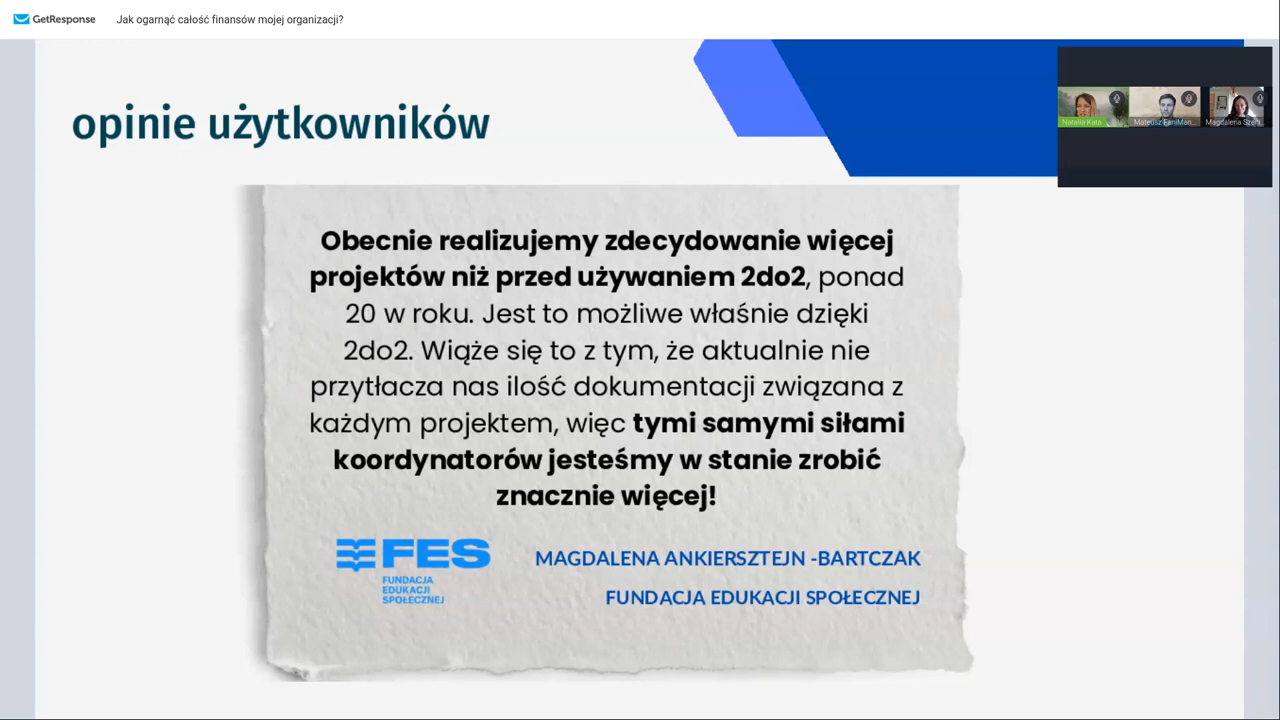 GetResponse
Jak ogarnąć całość finansów mojej organizacji?
opinie użytkowników
Natalia Kata
Mateusz FaniMan...
Magdalena
Obecnie realizujemy zdecydowanie więcej
projektów niż przed używaniem 2do2, ponad
20 w roku. Jest to możliwe właśnie dzięki
2do2. Wiąże się to z tym, że aktualnie nie
przytłacza nas ilość dokumentacji związana z
każdym projektem, więc tymi samymi siłami
koordynatorów jesteśmy w stanie zrobić
znacznie więcej!
FES
FUNDACJA
EDUKACJI
SPOŁECZNEJ
MAGDALENA ANKIERSZTEJN -BARTCZAK
FUNDACJA EDUKACJI SPOŁECZNEJ